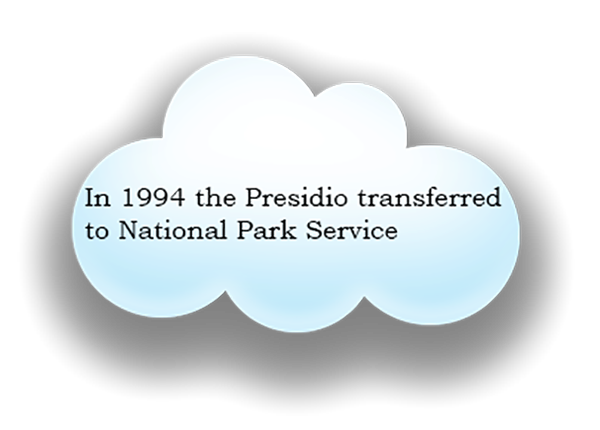 In 1994 the Presidio transferred
to National Park Service